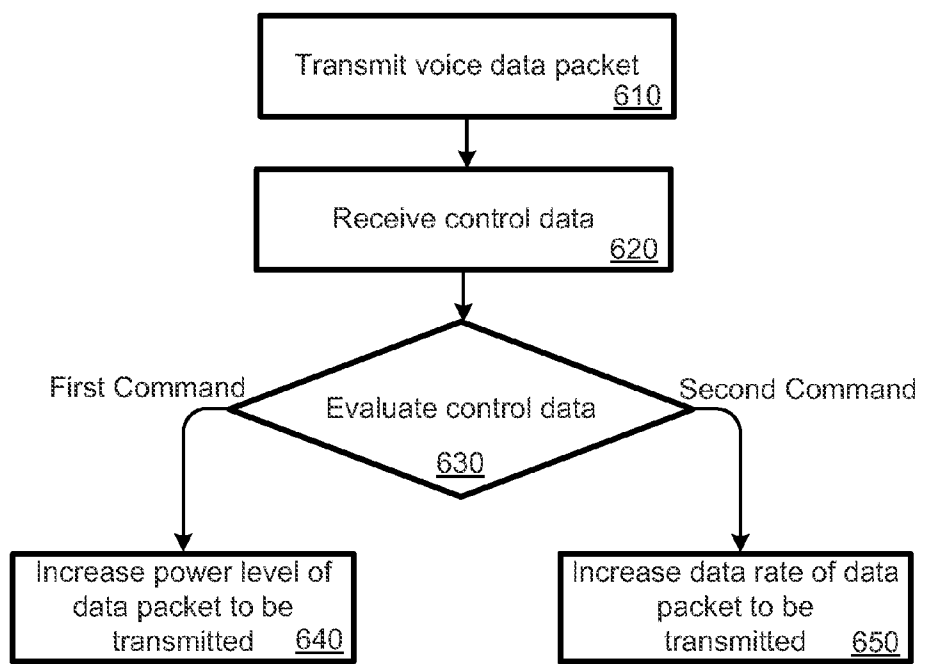 Transmit voice data packet
610
Receive control data
620
First Command
Second Command
Evaluate control data
630
Increase power level of
data packet to be
transmitted 640
Increase data rate of data
packet to be
transmitted 650